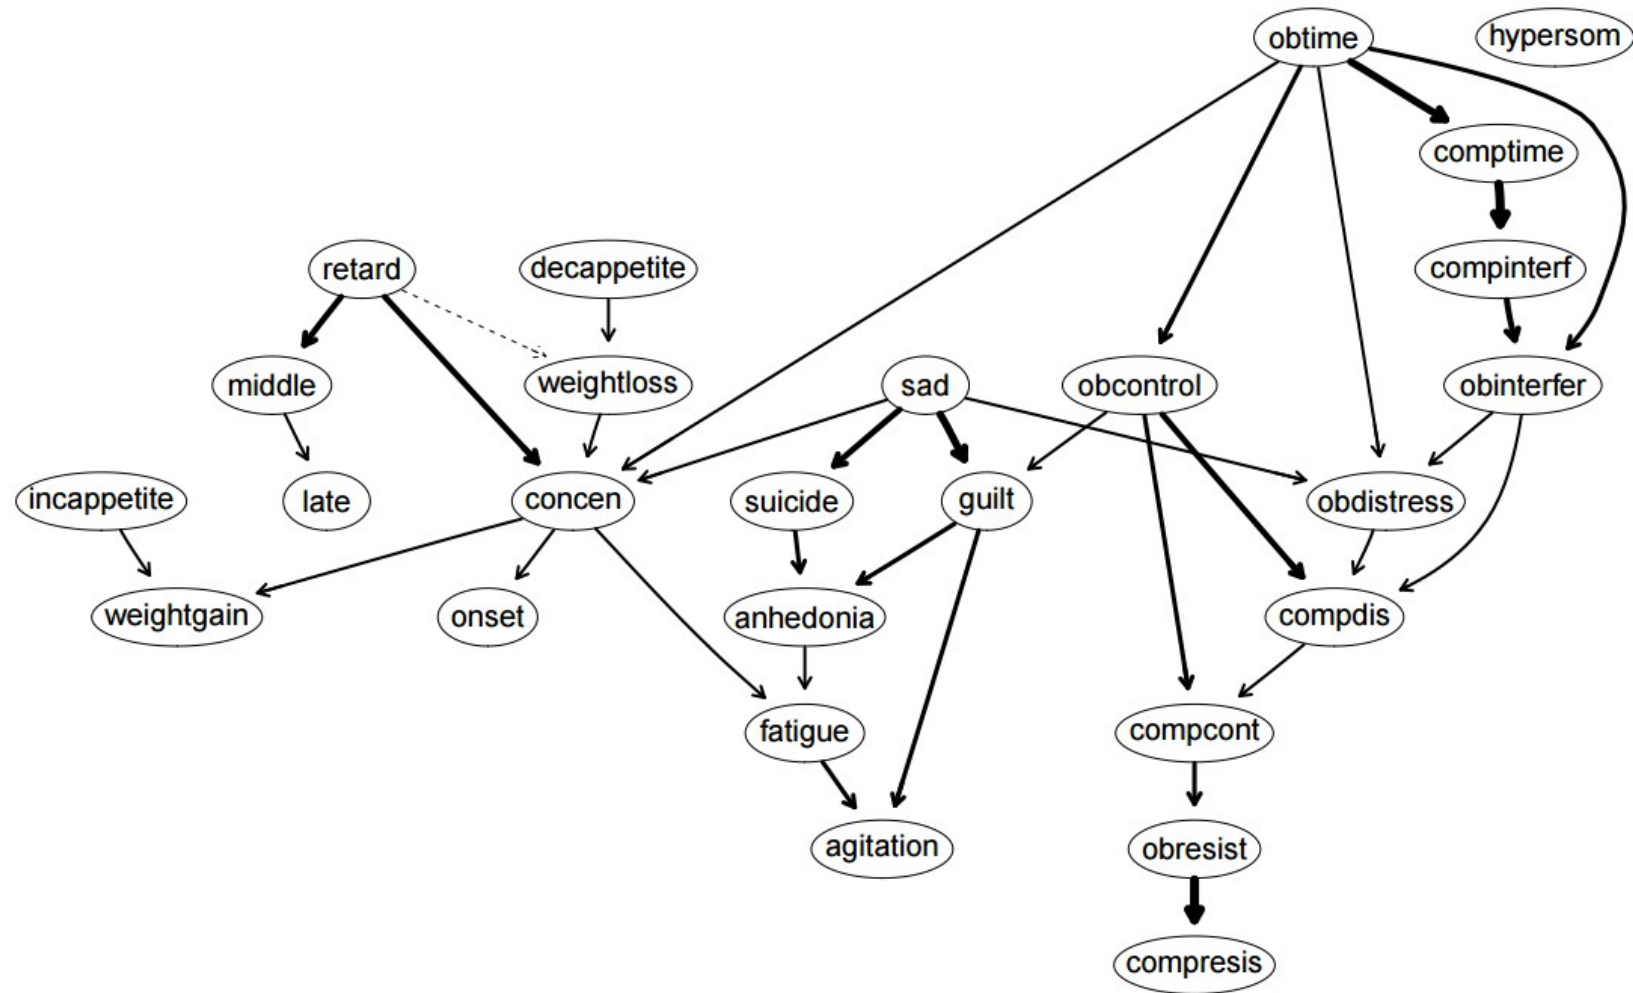 obtime
hypersom
comptime
retard
decappetite
compinterf
middle
weightloss
sad
obcontrol
obinterfer
incappetite
late
concen
suicide
guilt
obdistress
weightgain
onset
anhedonia
compdis
fatigue
compcont
agitation
obresist
compresis